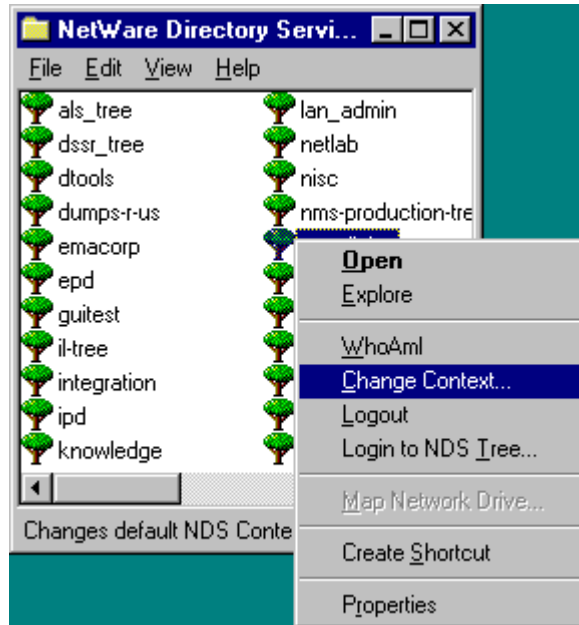 NetWare Directory Servi...
File Edit View Help
als_tree
dssr_tree
dtools
dumps-r-us
emacorp
epd
guitest
il-tree
integration
ipd
knowledge
lan_admin
netlab
nisc
nms-production-tre
Open
Explore
WhoAmI
Change Context...
Logout
Login to NDS Tree...
Map Network Drive...
Create Shortcut
Properties
Changes default NDS Conte